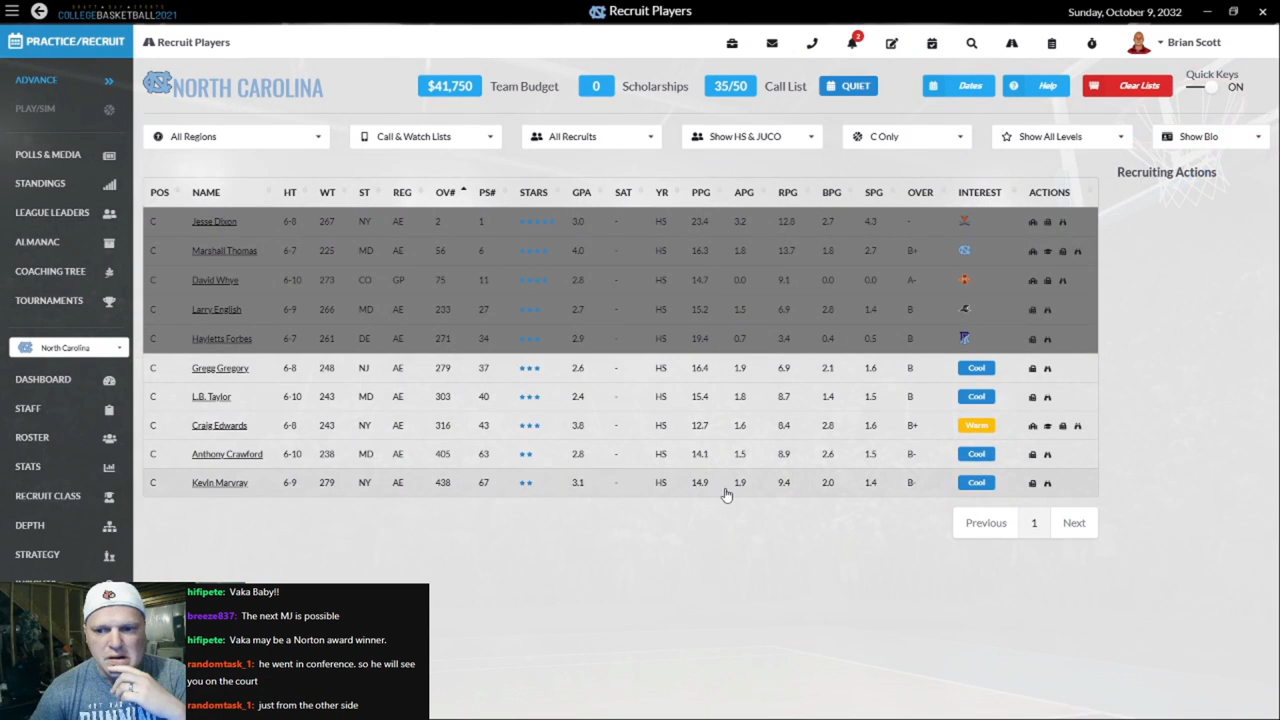 DRAFT DAY SPORTS
COLLEGEBASKETBALL2021
Recruit Players
Sunday, October 9, 2032
PRACTICE/RECRUIT
Recruit Players
2
Brian Scott
ADVANCE
PLAY/SIM
NORTH CAROLINA
$41,750 Team Budget 0 Scholarships 35/50 Call List QUIET
Dates Help Clear Lists Quick Keys ON
All Regions Call & Watch Lists All Recruits Show HS & JUCO C Only Show All Levels Show Bio
Recruiting Actions
POS NAME HT WT ST REG OV# PS# STARS GPA SAT YR PPG APG RPG BPG SPG OVER INTEREST ACTIONS
C Jesse Dixon 6-8 267 NY AE 2 1 3.0 - HS 23.4 3.2 12.8 2.7 4.3
C Marshall Thomas 6-7 225 MD AE 56 6 4.0 - HS 16.3 1.8 13.7 1.8 2.7 B+
C David Whye 6-10 273 CO GP 75 11 2.8 - HS 14.7 0.0 9.1 0.0 0.0 A-
C Larry English 6-9 266 MD AE 233 27 2.7 - HS 15.2 1.5 6.9 2.8 1.4 B
C Hayletts Forbes 6-7 261 DE AE 271 34 2.9 - HS 19.4 0.7 3.9 0.4 0.5 B
C Gregg Gregory 6-8 248 NJ AE 279 37 2.6 - HS 16.4 1.9 6.9 2.1 1.6 B Cool
C L.B. Taylor 6-10 243 MD AE 303 40 2.4 - HS 15.4 1.8 8.7 1.4 1.5 B Cool
C Craig Edwards 6-8 243 NY AE 316 43 3.8 - HS 12.7 1.6 8.4 2.8 1.6 B+ Warm
C Anthony Crawford 6-10 238 MD AE 405 63 2.8 - HS 14.1 1.5 8.9 2.6 1.5 B- Cool
C Kevin Marvray 6-9 279 NY AE 438 67 3.1 - HS 14.9 1.9 9.4 2.0 1.4 B- Cool
Previous 1 Next
POLLS & MEDIA
STANDINGS
LEAGUE LEADERS
ALMANAC
COACHING TREE
TOURNAMENTS
North Carolina
DASHBOARD
STAFF
ROSTER
STATS
RECRUIT CLASS
DEPTH
STRATEGY
hifipete: Vaka Baby!!
breeze837: The next MJ is possible
hifipete: Vaka may be a Norton award winner.
randomtask_1: he went in conference. so he will see
you on the court
randomtask_1: just from the other side